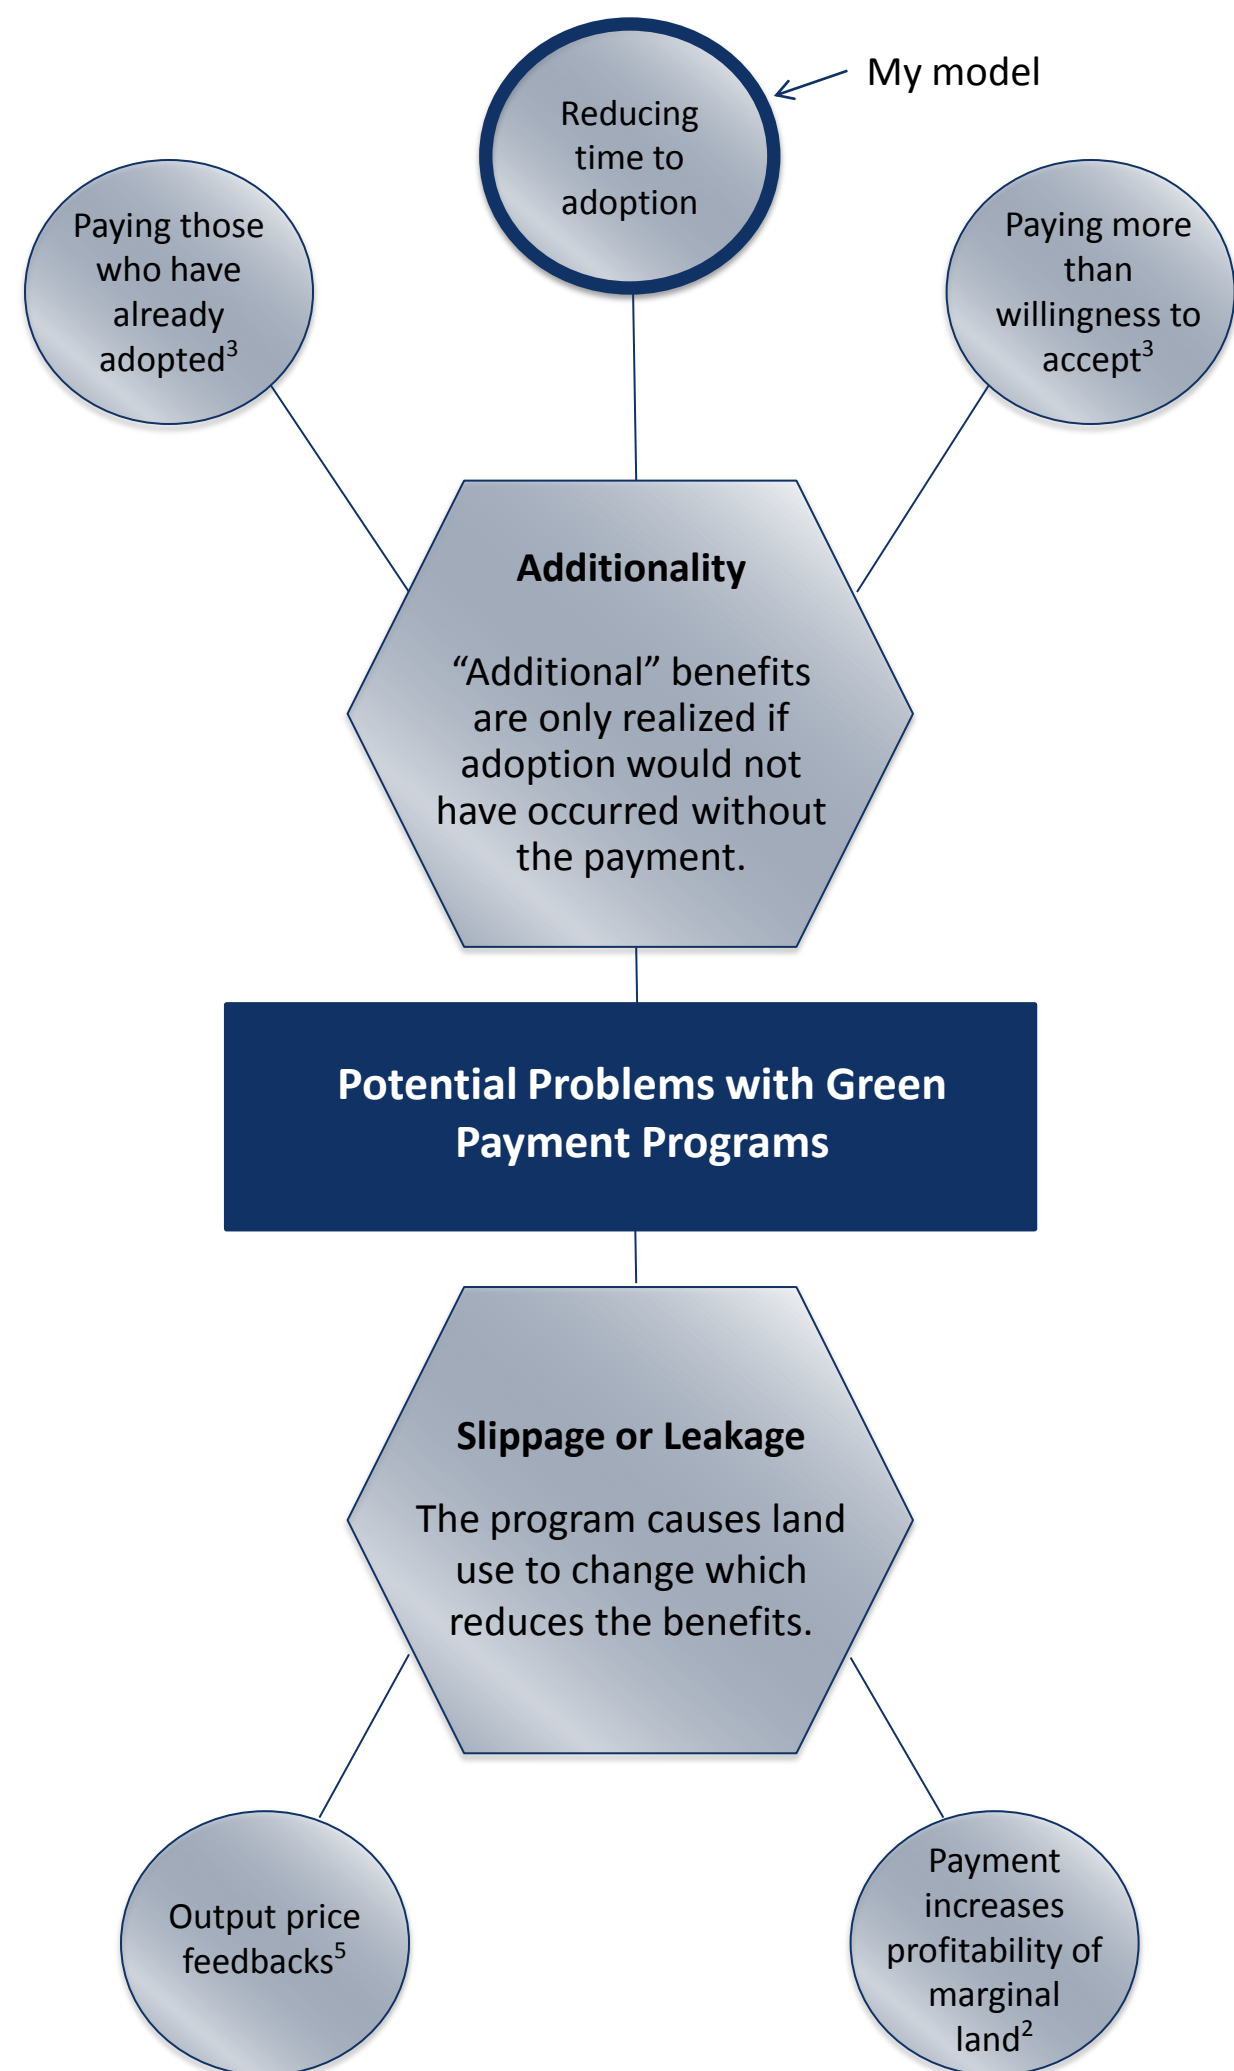 My model
Reducing
time to
adoption
Paying those
who have
already
adopted³
Paying more
than
willingness to
accept³
Additionality
“Additional” benefits
are only realized if
adoption would not
have occurred without
the payment.
Potential Problems with Green
Payment Programs
Slippage or Leakage
The program causes land
use to change which
reduces the benefits.
Output price
feedbacks⁵
Payment
increases
profitability of
marginal
land²